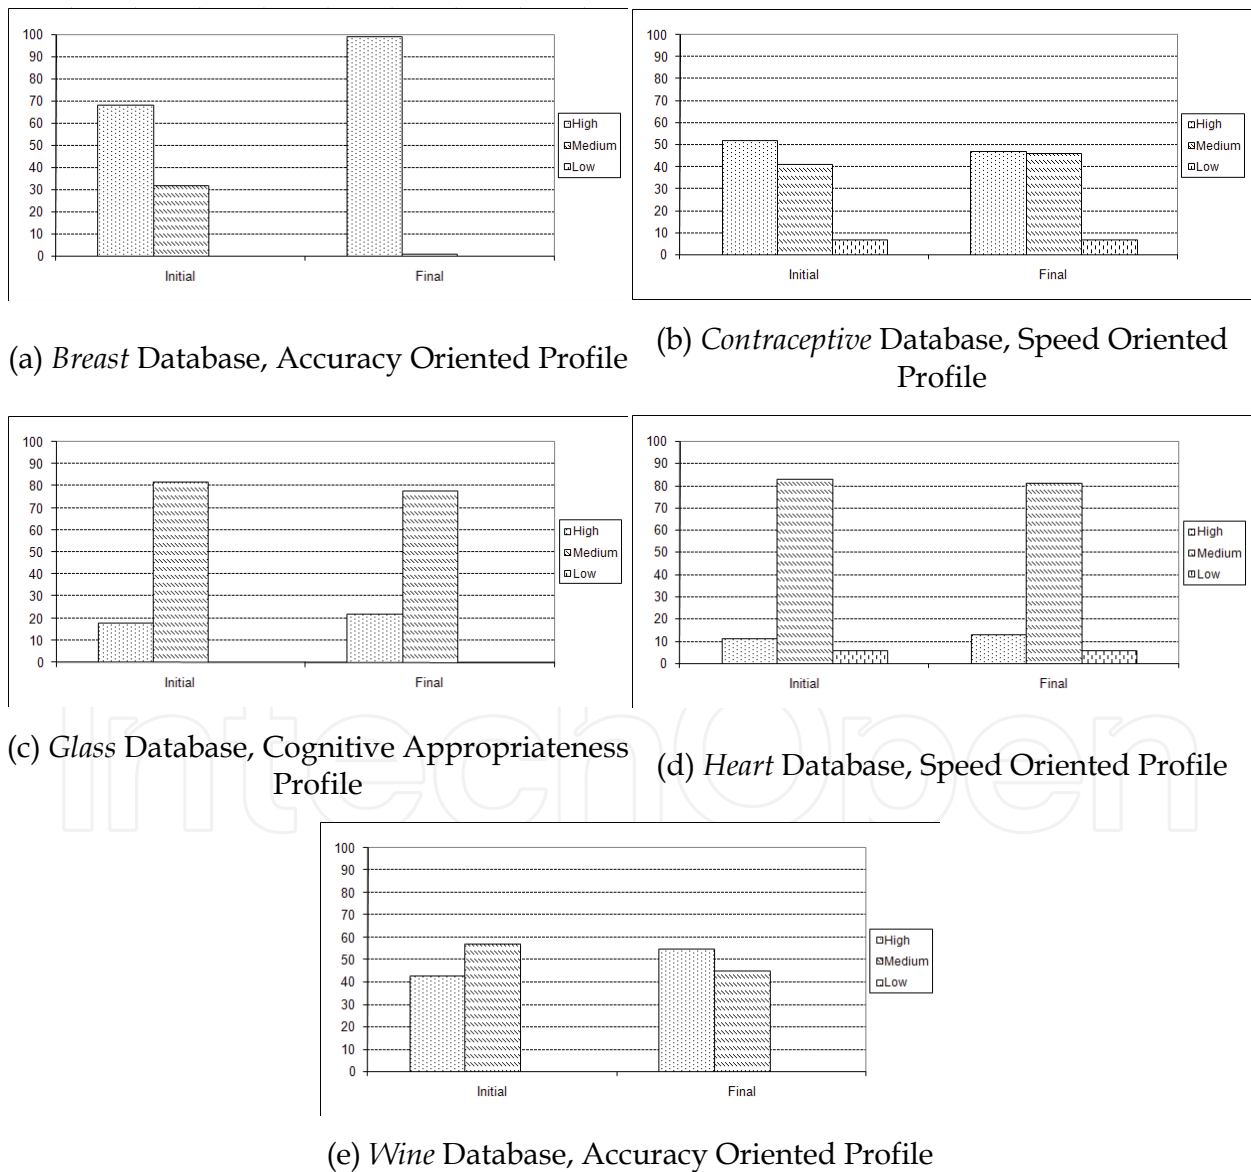 100
90
80
70
60
50
40
30
20
10
0
Initial
Final
High
Medium
Low
(a) Breast Database, Accuracy Oriented Profile
100
90
80
70
60
50
40
30
20
10
0
Initial
Final
High
Medium
Low
(b) Contraceptive Database, Speed Oriented
Profile
100
90
80
70
60
50
40
30
20
10
0
Initial
Final
High
Medium
Low
(c) Glass Database, Cognitive Appropriateness
Profile
100
90
80
70
60
50
40
30
20
10
0
Initial
Final
High
Medium
Low
(d) Heart Database, Speed Oriented Profile
IntechOpen
100
90
80
70
60
50
40
30
20
10
0
Initial
Final
High
Medium
Low
(e) Wine Database, Accuracy Oriented Profile